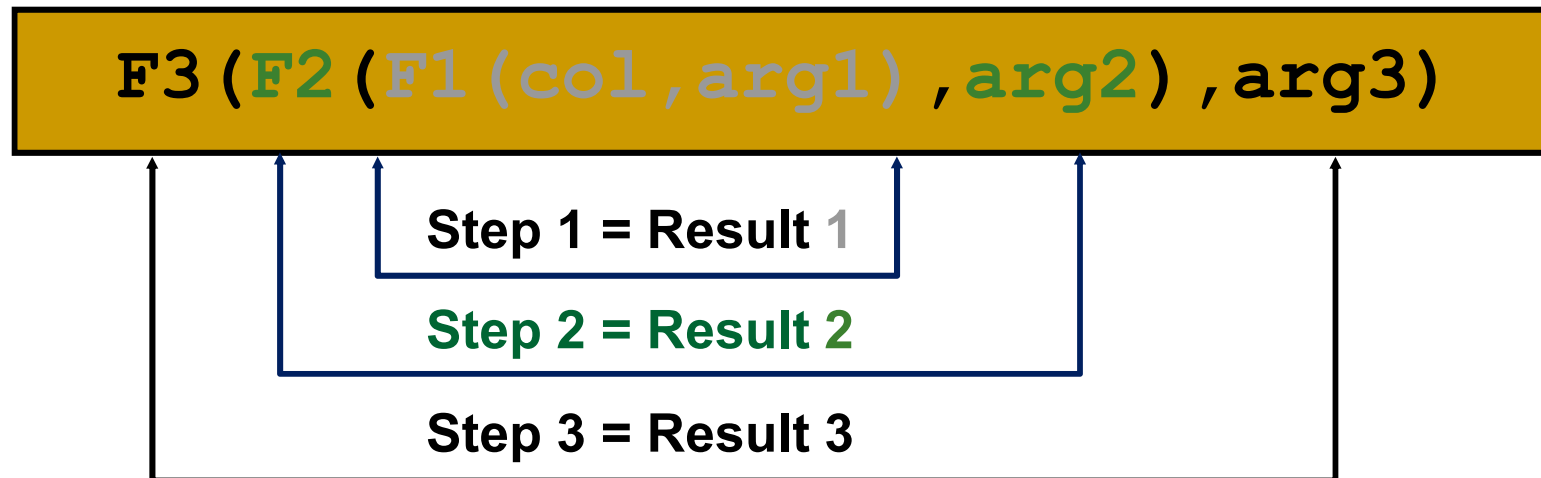 F3(F2(F1(col,arg1),arg2),arg3)
Step 1 = Result 1
Step 2 = Result 2
Step 3 = Result 3